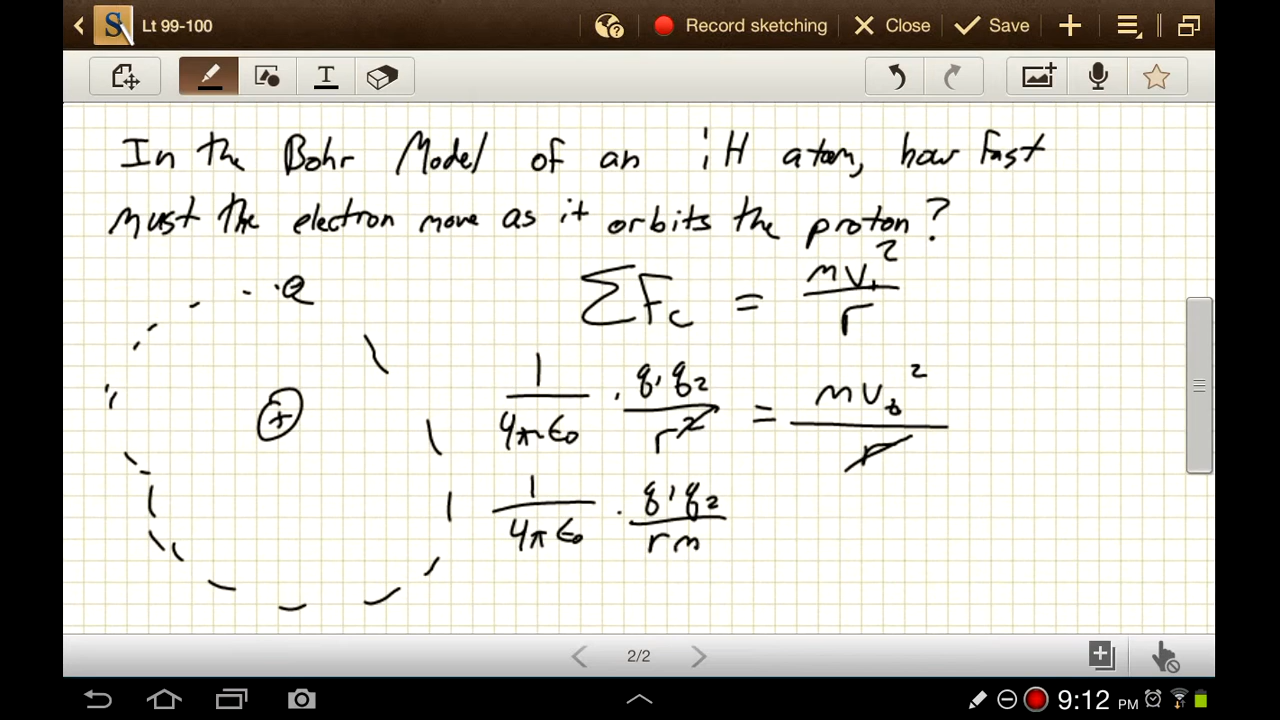 Lt 99-100
Record sketching
Close
Save
T
In the Bohr Model of an ¦H atom, how fast
must the electron move as it orbits the proton?
e
+
ΣFc = mvt²/r
1/4πε₀ · q₁q₂/r² = mvt²/r
1/4πε₀ · q₁q₂/rm
2/2
9:12 PM